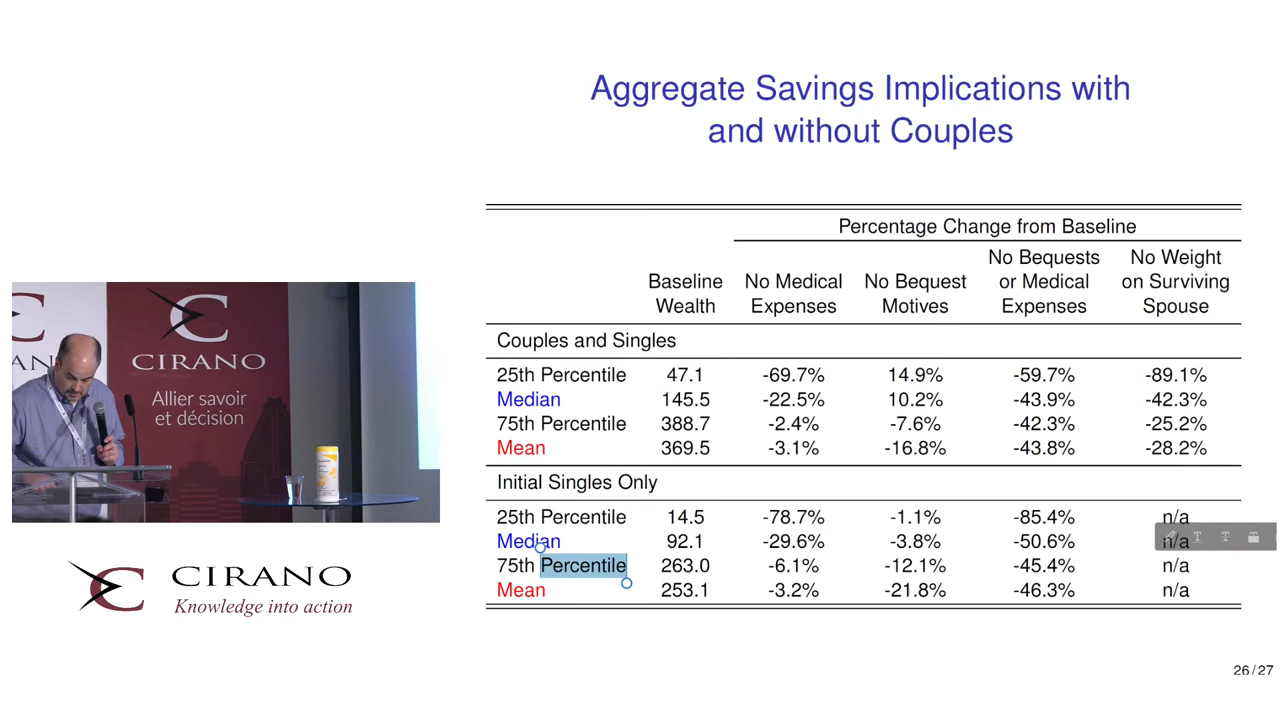 Aggregate Savings Implications with
and without Couples
Percentage Change from Baseline
Baseline Wealth No Medical Expenses No Bequest Motives No Bequests or Medical Expenses No Weight on Surviving Spouse
Couples and Singles
25th Percentile 47.1 -69.7% 14.9% -59.7% -89.1%
Median 145.5 -22.5% 10.2% -43.9% -42.3%
75th Percentile 388.7 -2.4% -7.6% -42.3% -25.2%
Mean 369.5 -3.1% -16.8% -43.8% -28.2%
Initial Singles Only
25th Percentile 14.5 -78.7% -1.1% -85.4% n/a
Median 92.1 -29.6% -3.8% -50.6% n/a
75th Percentile 263.0 -6.1% -12.1% -45.4% n/a
Mean 253.1 -3.2% -21.8% -46.3% n/a
26/27
CIRANO
Allier savoir
et décision
CIRANO
Knowledge into action